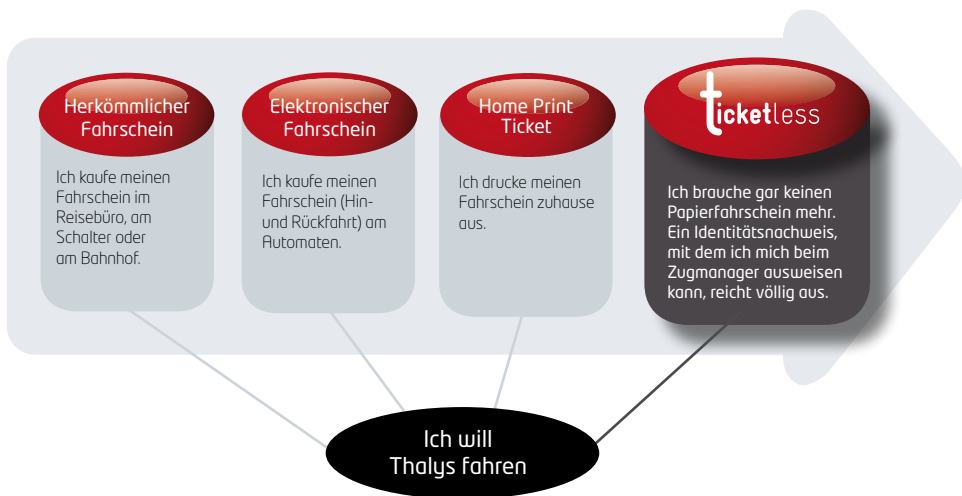 Herkömmlicher
Fahrschein
Ich kaufe meinen
Fahrschein im
Reisebüro, am
Schalter oder
am Bahnhof.
Elektronischer
Fahrschein
Ich kaufe meinen
Fahrschein (Hin-
und Rückfahrt) am
Automaten.
Home Print
Ticket
Ich drucke meinen
Fahrschein zuhause
aus.
ticketless
Ich brauche gar keinen
Papierfahrschein mehr.
Ein Identitätsnachweis,
mit dem ich mich beim
Zugmanager ausweisen
kann, reicht völlig aus.
Ich will
Thalys fahren